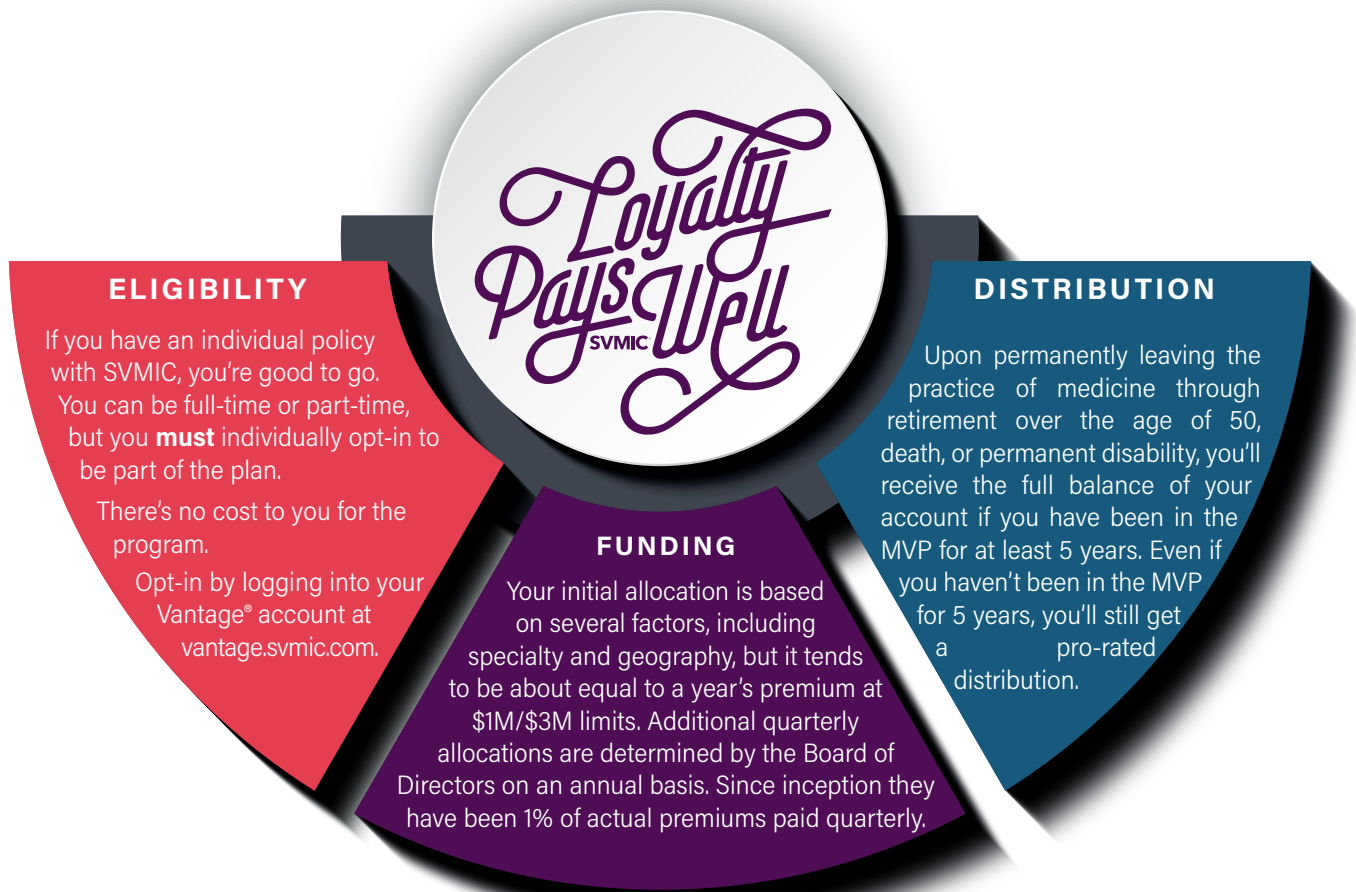 Loyalty
Pays Well
SVMIC
ELIGIBILITY
If you have an individual policy
with SVMIC, you're good to go.
You can be full-time or part-time,
but you must individually opt-in to
be part of the plan.
There's no cost to you for the
program.
Opt-in by logging into your
Vantage® account at
vantage.svmic.com.
FUNDING
Your initial allocation is based
on several factors, including
specialty and geography, but it tends
to be about equal to a year's premium at
$1M/$3M limits. Additional quarterly
allocations are determined by the Board of
Directors on an annual basis. Since inception they
have been 1% of actual premiums paid quarterly.
DISTRIBUTION
Upon permanently leaving the
practice of medicine through
retirement over the age of 50,
death, or permanent disability, you'll
receive the full balance of your
account if you have been in the
MVP for at least 5 years. Even if
you haven't been in the MVP
for 5 years, you'll still get
a pro-rated
distribution.